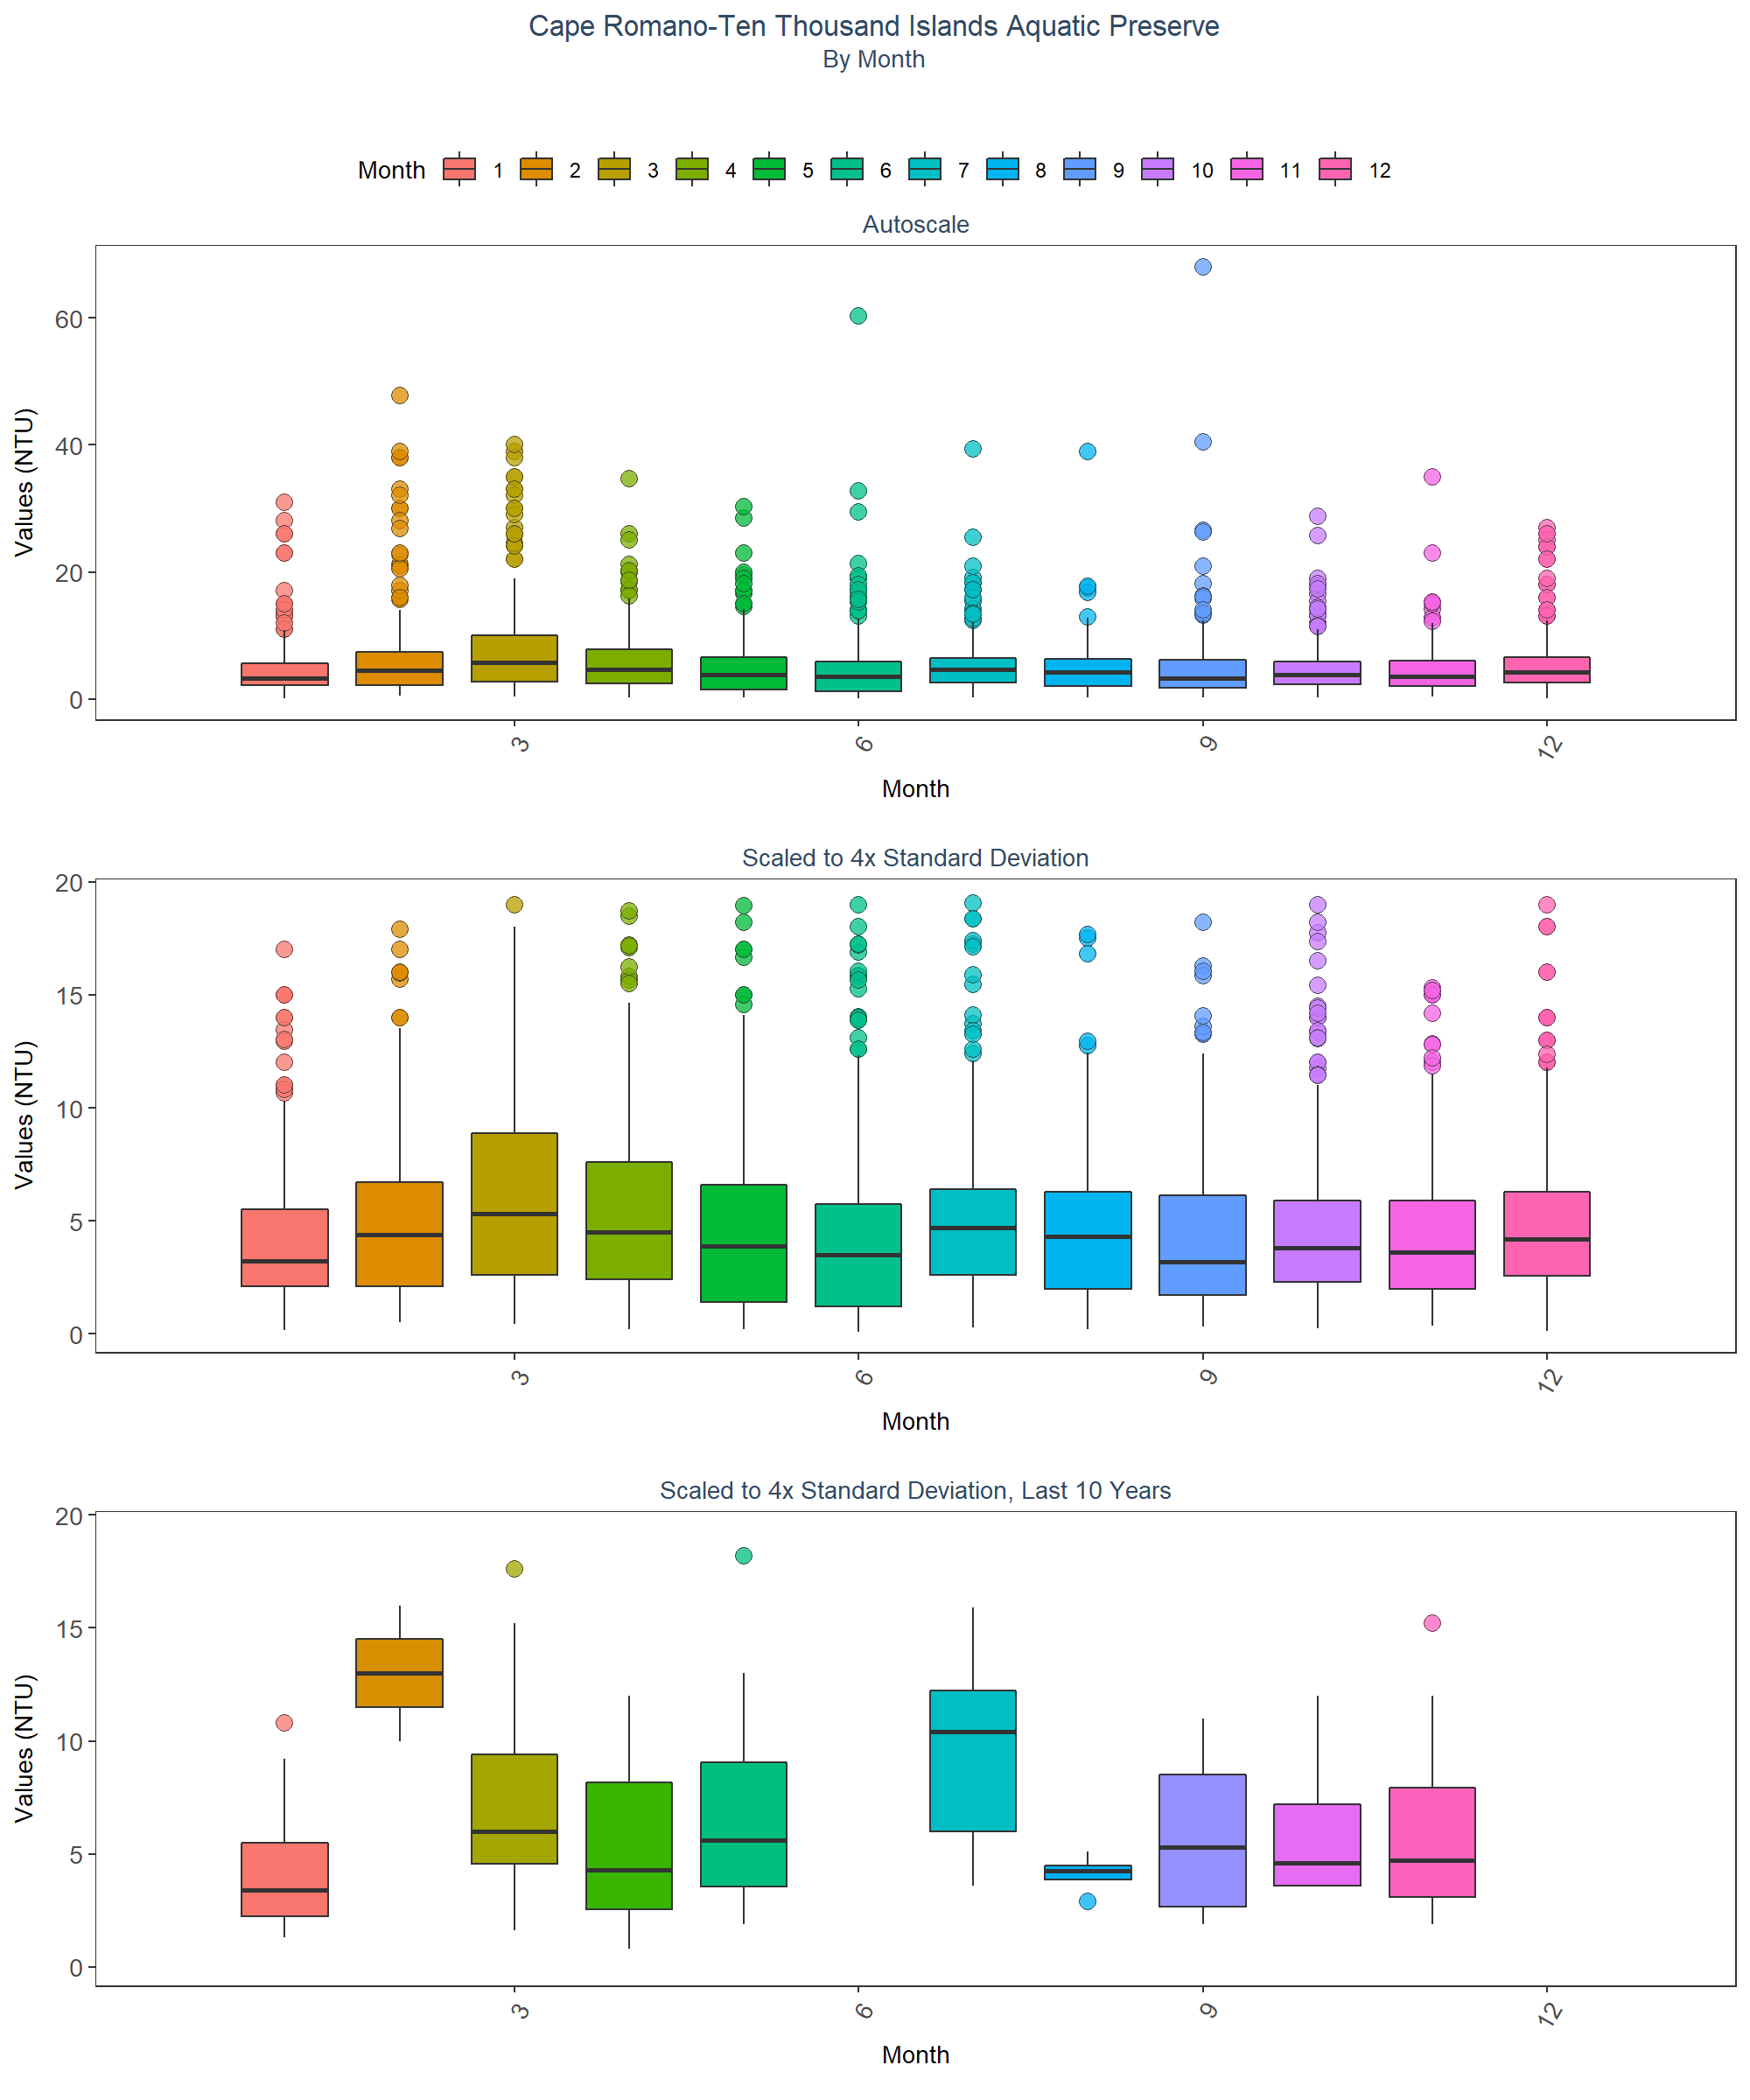 Cape Romano-Ten Thousand Islands Aquatic Preserve
By Month
Month 1 2 3 4 5 6 7 8 9 10 11 12
Autoscale
Values (NTU)
60
40
20
0
3 6 9 12
Month
Scaled to 4x Standard Deviation
Values (NTU)
20
15
10
5
0
3 6 9 12
Month
Scaled to 4x Standard Deviation, Last 10 Years
Values (NTU)
20
15
10
5
0
3 6 9 12
Month